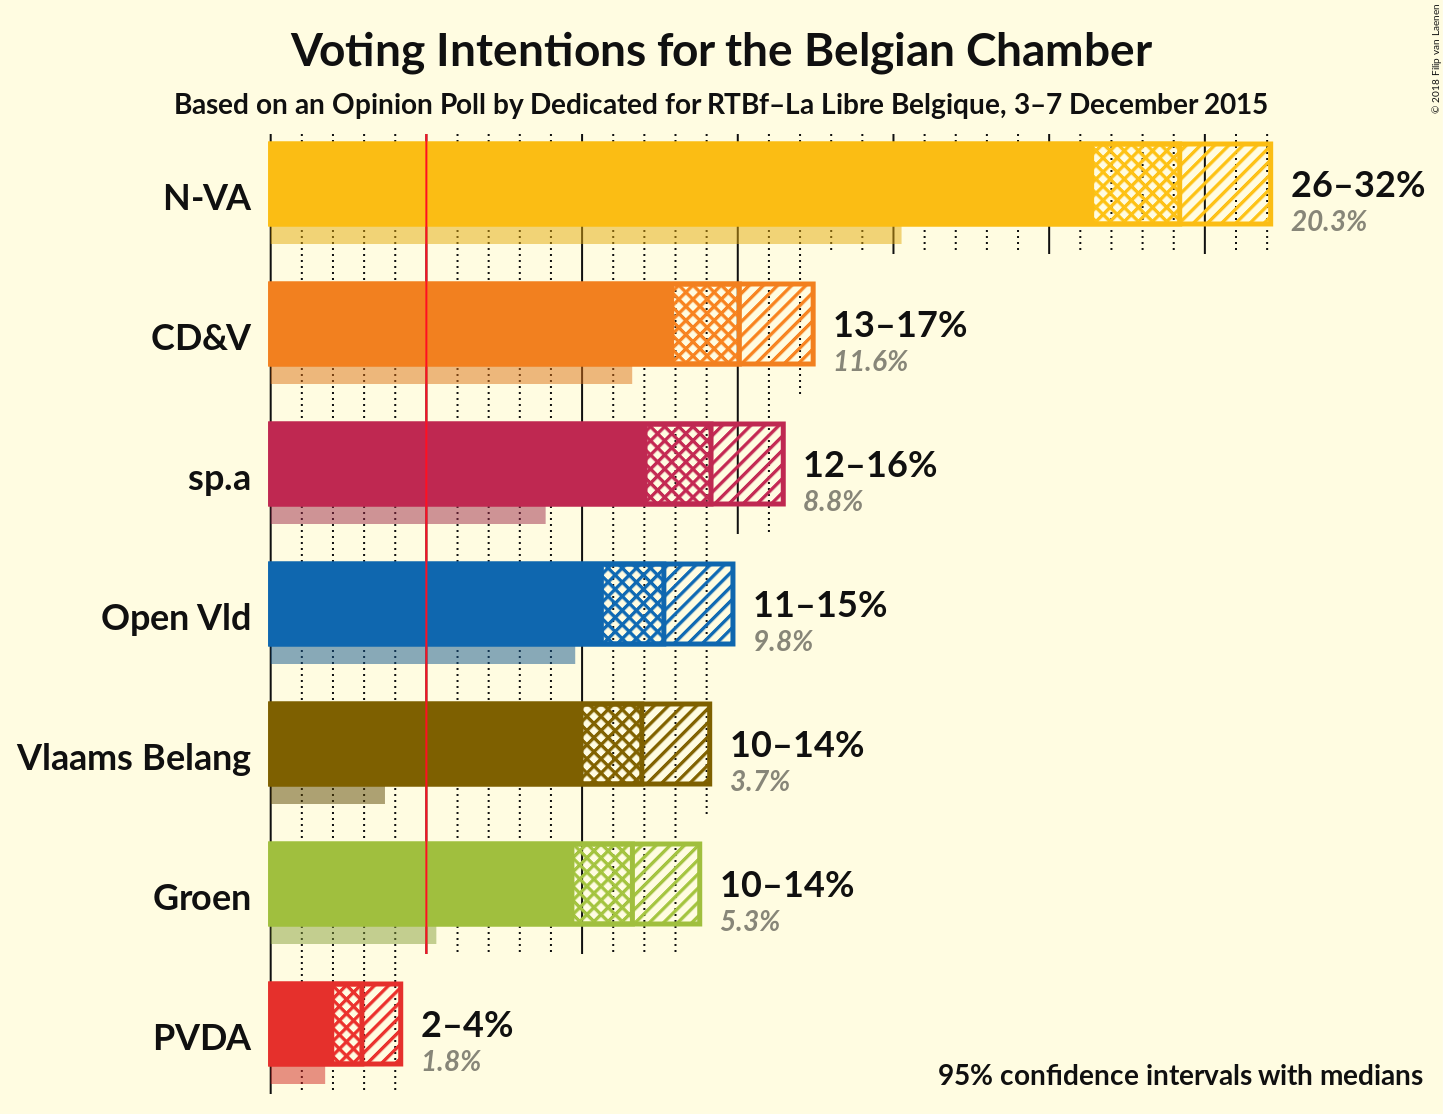 Voting Intentions for the Belgian Chamber
Based on an Opinion Poll by Dedicated for RTBf–La Libre Belgique, 3–7 December 2015
© 2018 Filip van Laenen
N-VA
26–32%
20.3%
CD&V
13–17%
11.6%
sp.a
12–16%
8.8%
Open Vld
11–15%
9.8%
Vlaams Belang
10–14%
3.7%
Groen
10–14%
5.3%
PVDA
2–4%
1.8%
95% confidence intervals with medians